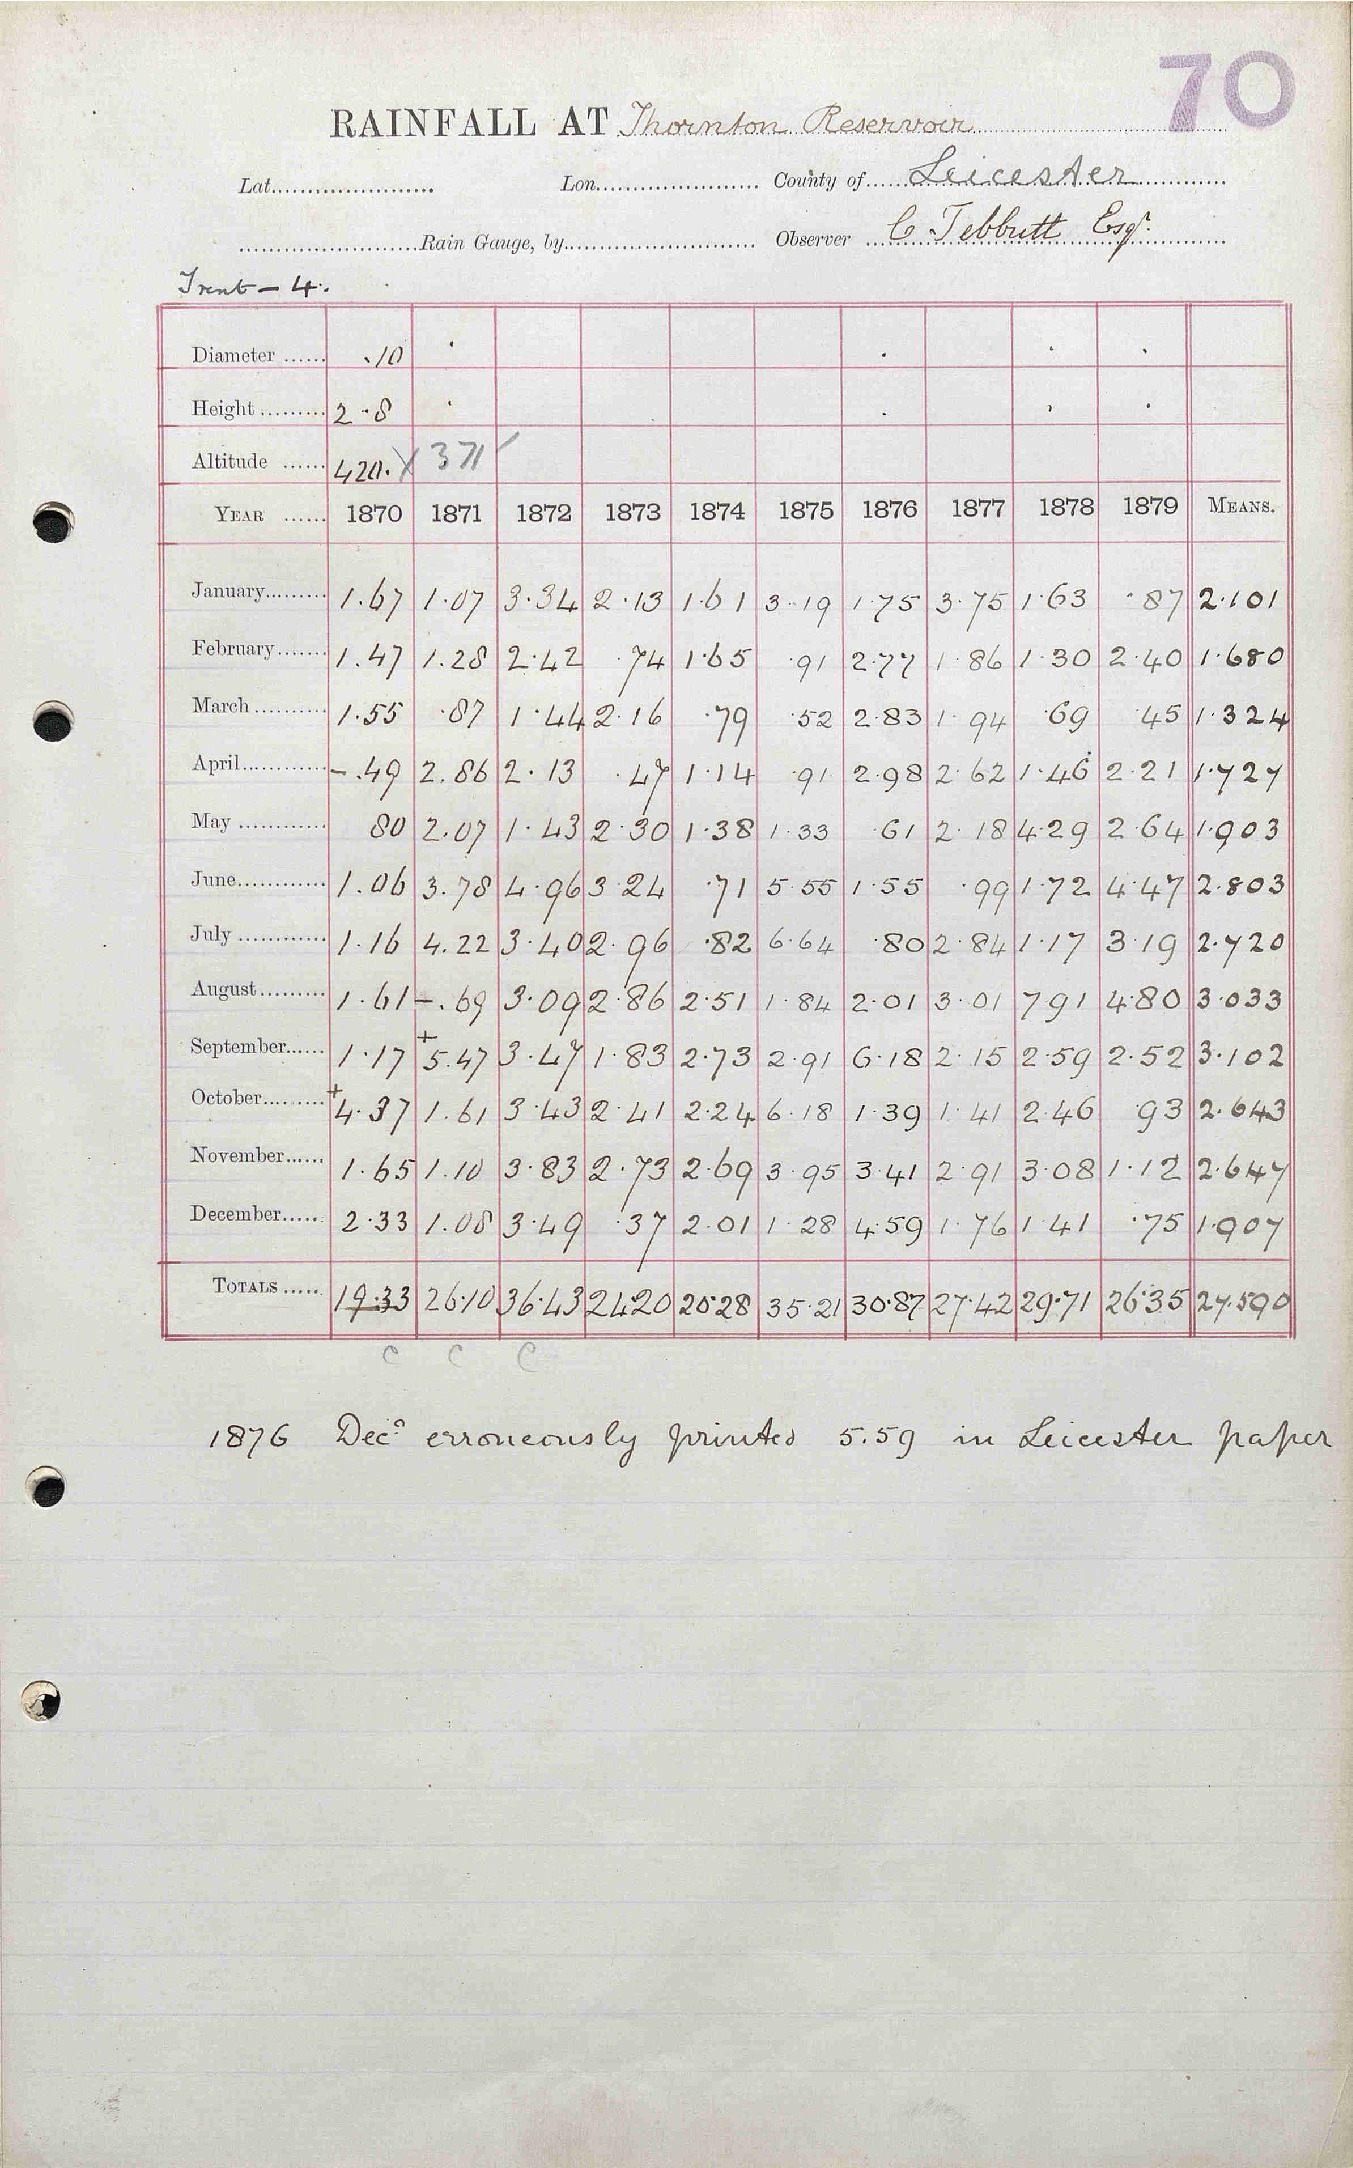 70
RAINFALL AT Thornton Reservoir
Lat. Lon. County of Leicester
Rain Gauge, by Observer C Tebbutt Esqr.
Trent – 4.
Diameter ...... .10
Height ......... 2.8
Altitude ...... 420. X 371
YEAR ...... 1870 1871 1872 1873 1874 1875 1876 1877 1878 1879 MEANS.
January......... 1.67 1.07 3.34 2.13 1.61 3.19 1.75 3.75 1.63 .87 2.101
February....... 1.47 1.28 2.42 .74 1.65 .91 2.77 1.86 1.30 2.40 1.680
March .......... 1.55 .87 1.44 2.16 .79 .52 2.83 1.94 .69 .45 1.324
April............ – .49 2.86 2.13 .47 1.14 .91 2.98 2.62 1.46 2.21 1.727
May ............ 80 2.07 1.43 2.30 1.38 1.33 .61 2.18 4.29 2.64 1.903
June............ 1.06 3.78 4.96 3.24 .71 5.55 1.55 .99 1.72 4.47 2.803
July ............ 1.16 4.22 3.40 2.96 .82 6.64 .80 2.84 1.17 3.19 2.720
August......... 1.61 – .69 3.09 2.86 2.51 1.84 2.01 3.01 7.91 4.80 3.033
September...... 1.17 + 5.47 3.47 1.83 2.73 2.91 6.18 2.15 2.59 2.52 3.102
October......... + 4.37 1.61 3.43 2.41 2.24 6.18 1.39 1.41 2.46 .93 2.643
November...... 1.65 1.10 3.83 2.73 2.69 3.95 3.41 2.91 3.08 1.12 2.647
December...... 2.33 1.08 3.49 .37 2.01 1.28 4.59 1.76 1.41 .75 1.907
TOTALS ...... 19.33 26.10 36.43 24.20 20.28 35.21 30.87 27.42 29.71 26.35 27.590
C C C
1876 Decr erroneously printed 5.59 in Leicester paper